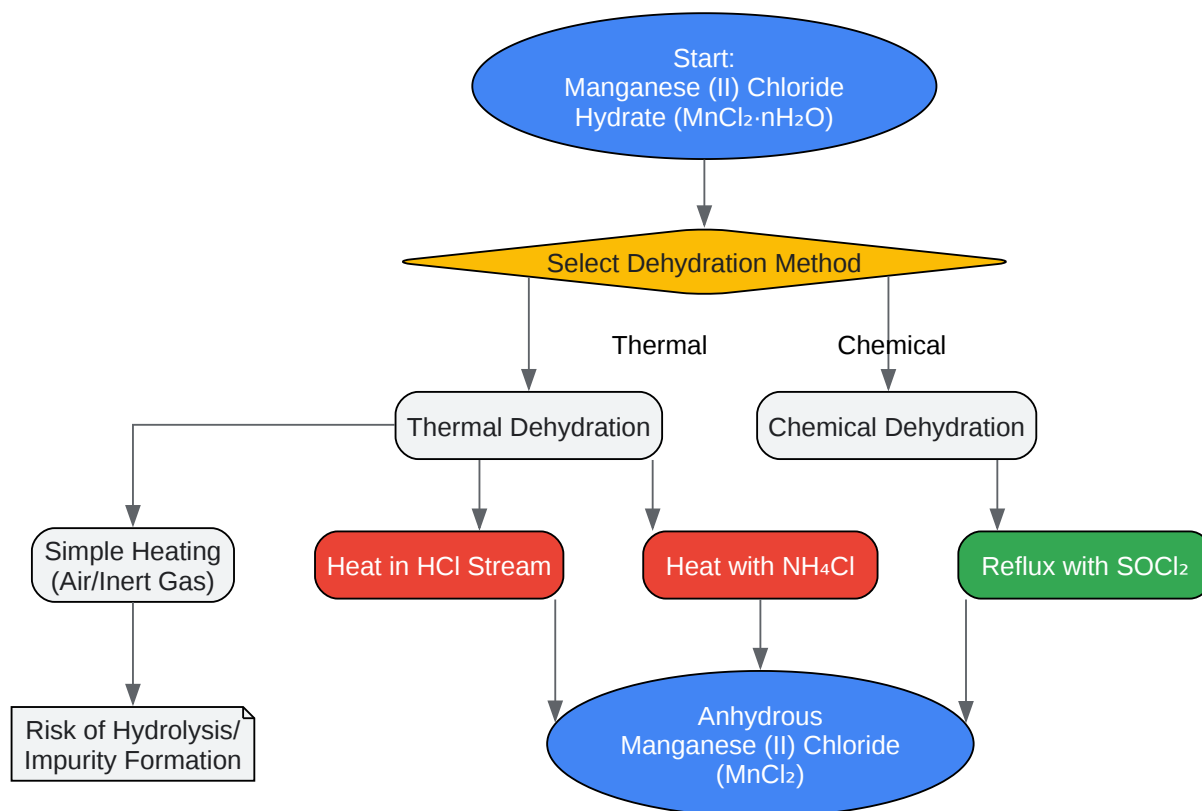 Start:
Manganese (II) Chloride
Hydrate (MnCl₂·nH₂O)
Select Dehydration Method
Thermal
Chemical
Thermal Dehydration
Chemical Dehydration
Simple Heating
(Air/Inert Gas)
Heat in HCl Stream
Heat with NH₄Cl
Reflux with SOCl₂
Risk of Hydrolysis/
Impurity Formation
Anhydrous
Manganese (II) Chloride
(MnCl₂)